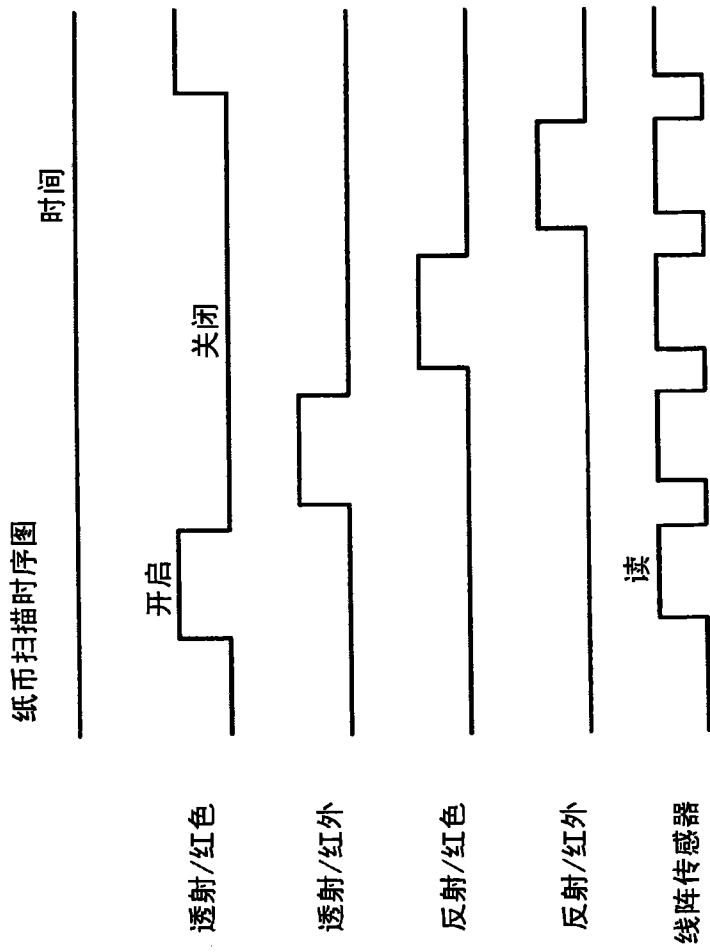 纸币扫描时序图
时间
开启
关闭
透射/红色
透射/红外
反射/红色
反射/红外
读
线阵传感器